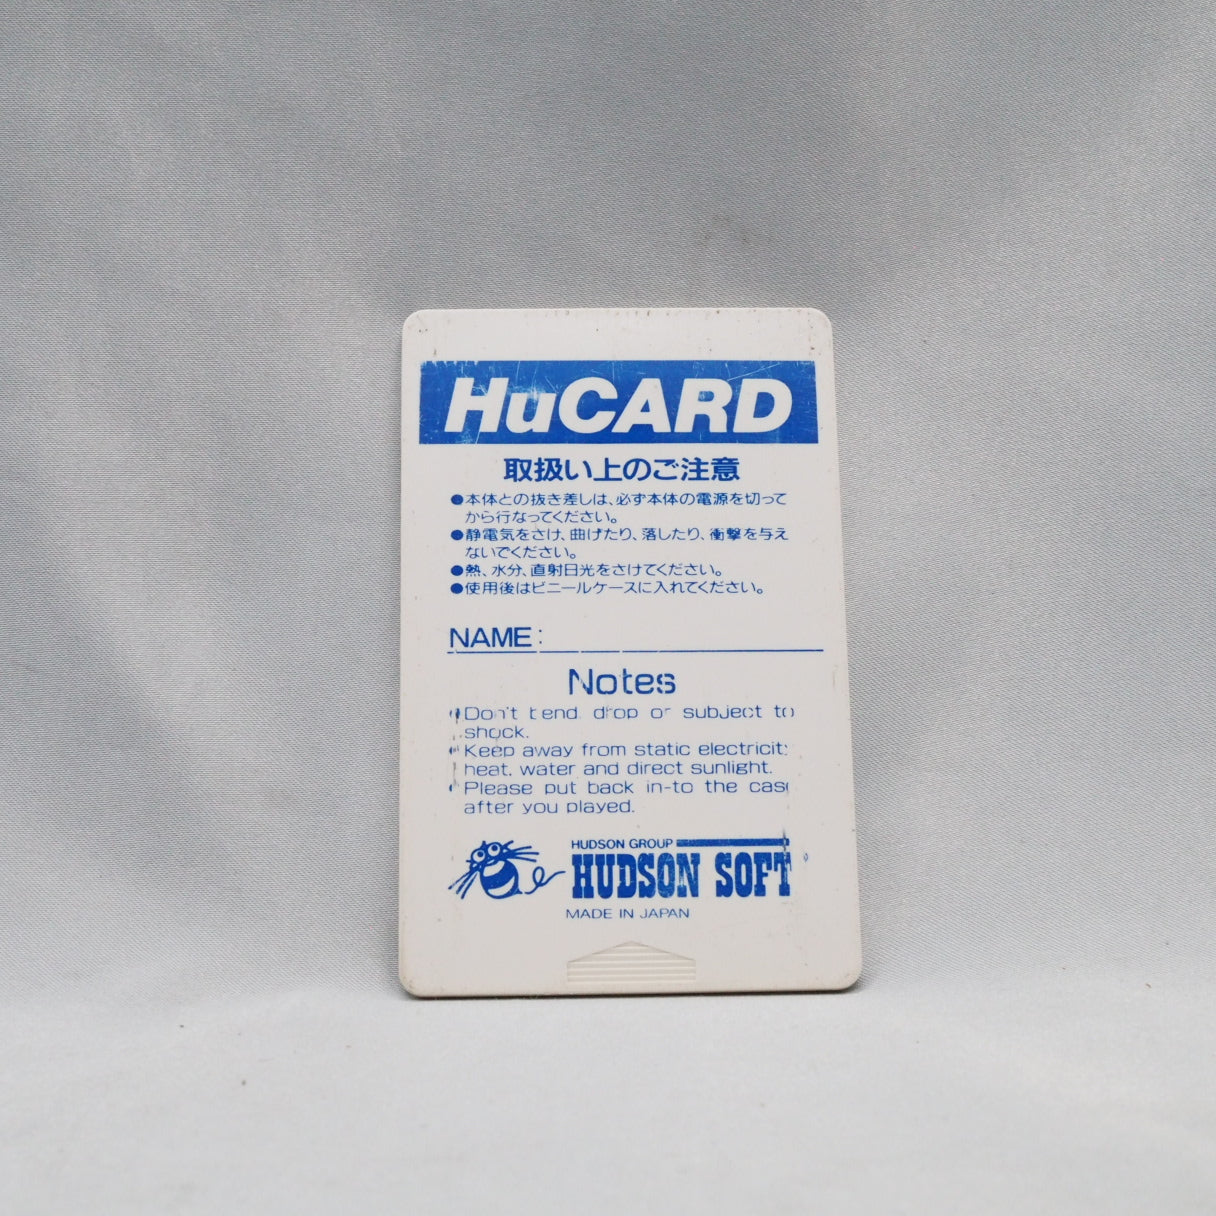 HuCARD
取扱い上のご注意
●本体との抜き差しは、必ず本体の電源を切って
から行なってください。
●静電気をさけ、曲げたり、落したり、衝撃を与え
ないでください。
●熱、水分、直射日光をさけてください。
●使用後はビニールケースに入れてください。
NAME:
Notes
●Don't bend, drop or subject to
shock.
●Keep away from static electricity
heat, water and direct sunlight.
●Please put back in-to the case
after you played.
HUDSON GROUP
HUDSON SOFT
MADE IN JAPAN